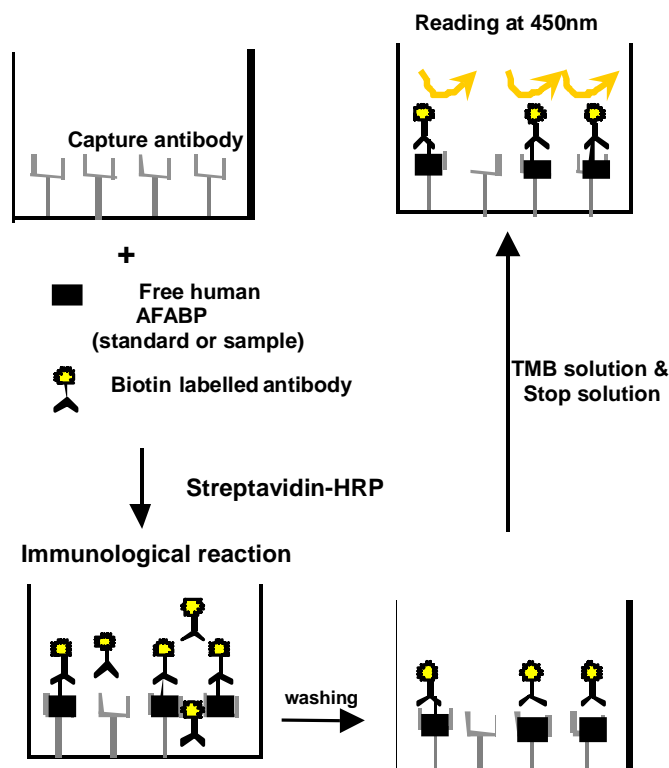 Reading at 450nm
Capture antibody
+
Free human
AFABP
(standard or sample)
Biotin labelled antibody
TMB solution &
Stop solution
Streptavidin-HRP
Immunological reaction
washing